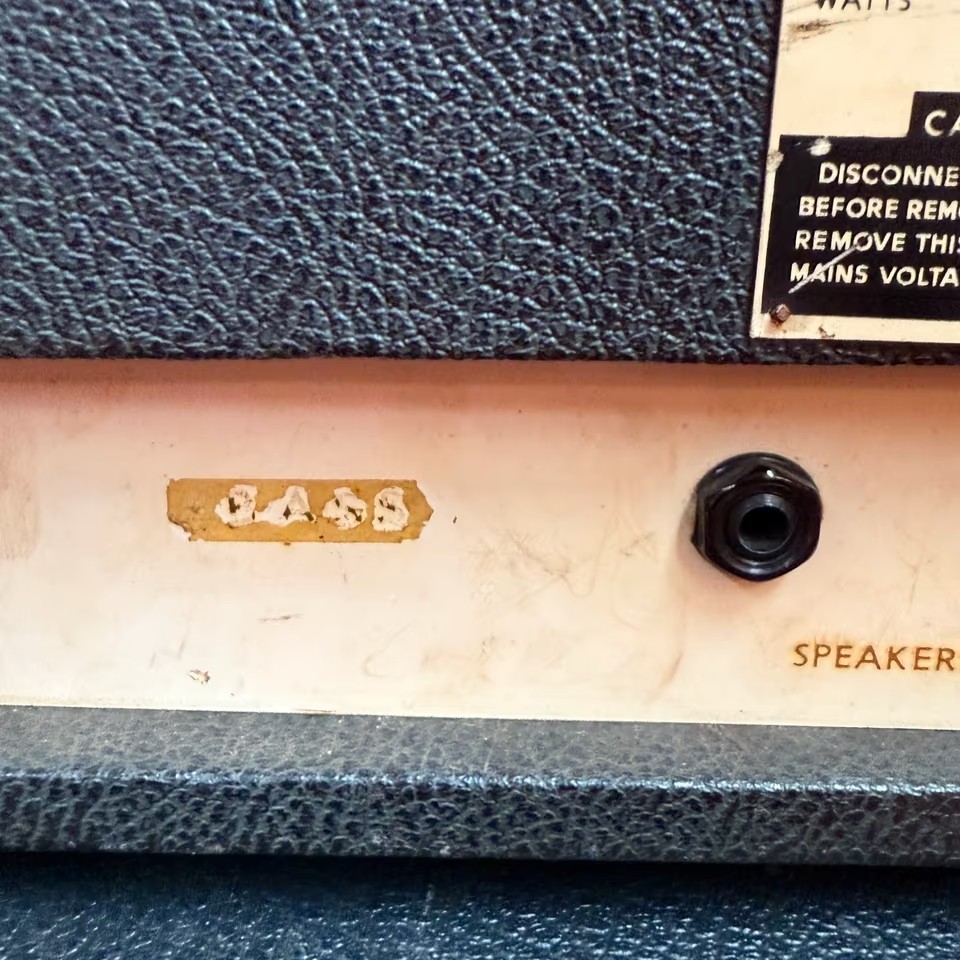 WATTS
CA
DISCONNE
BEFORE REMO
REMOVE THIS
MAINS VOLTA
BASS
SPEAKER